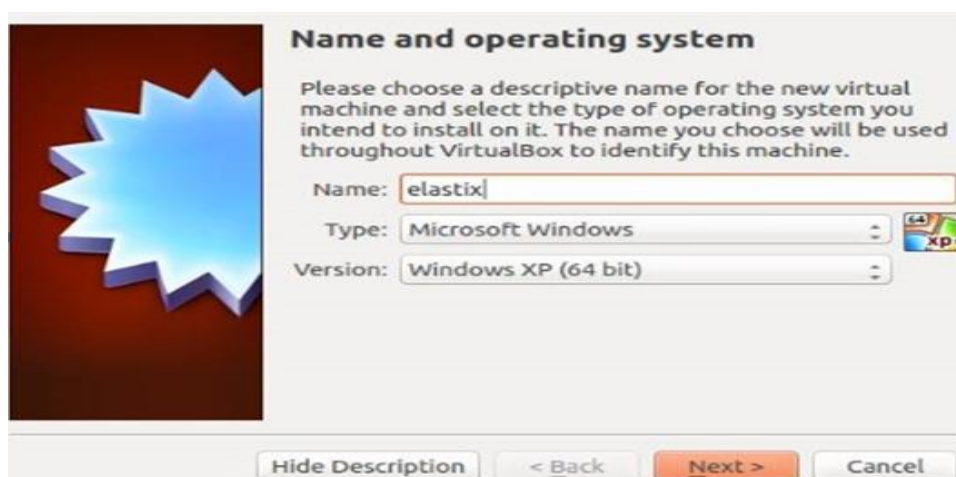 Name and operating system
Please choose a descriptive name for the new virtual
machine and select the type of operating system you
intend to install on it. The name you choose will be used
throughout VirtualBox to identify this machine.
Name: elastix
Type: Microsoft Windows
64
xp
Version: Windows XP (64 bit)
Hide Description < Back Next > Cancel